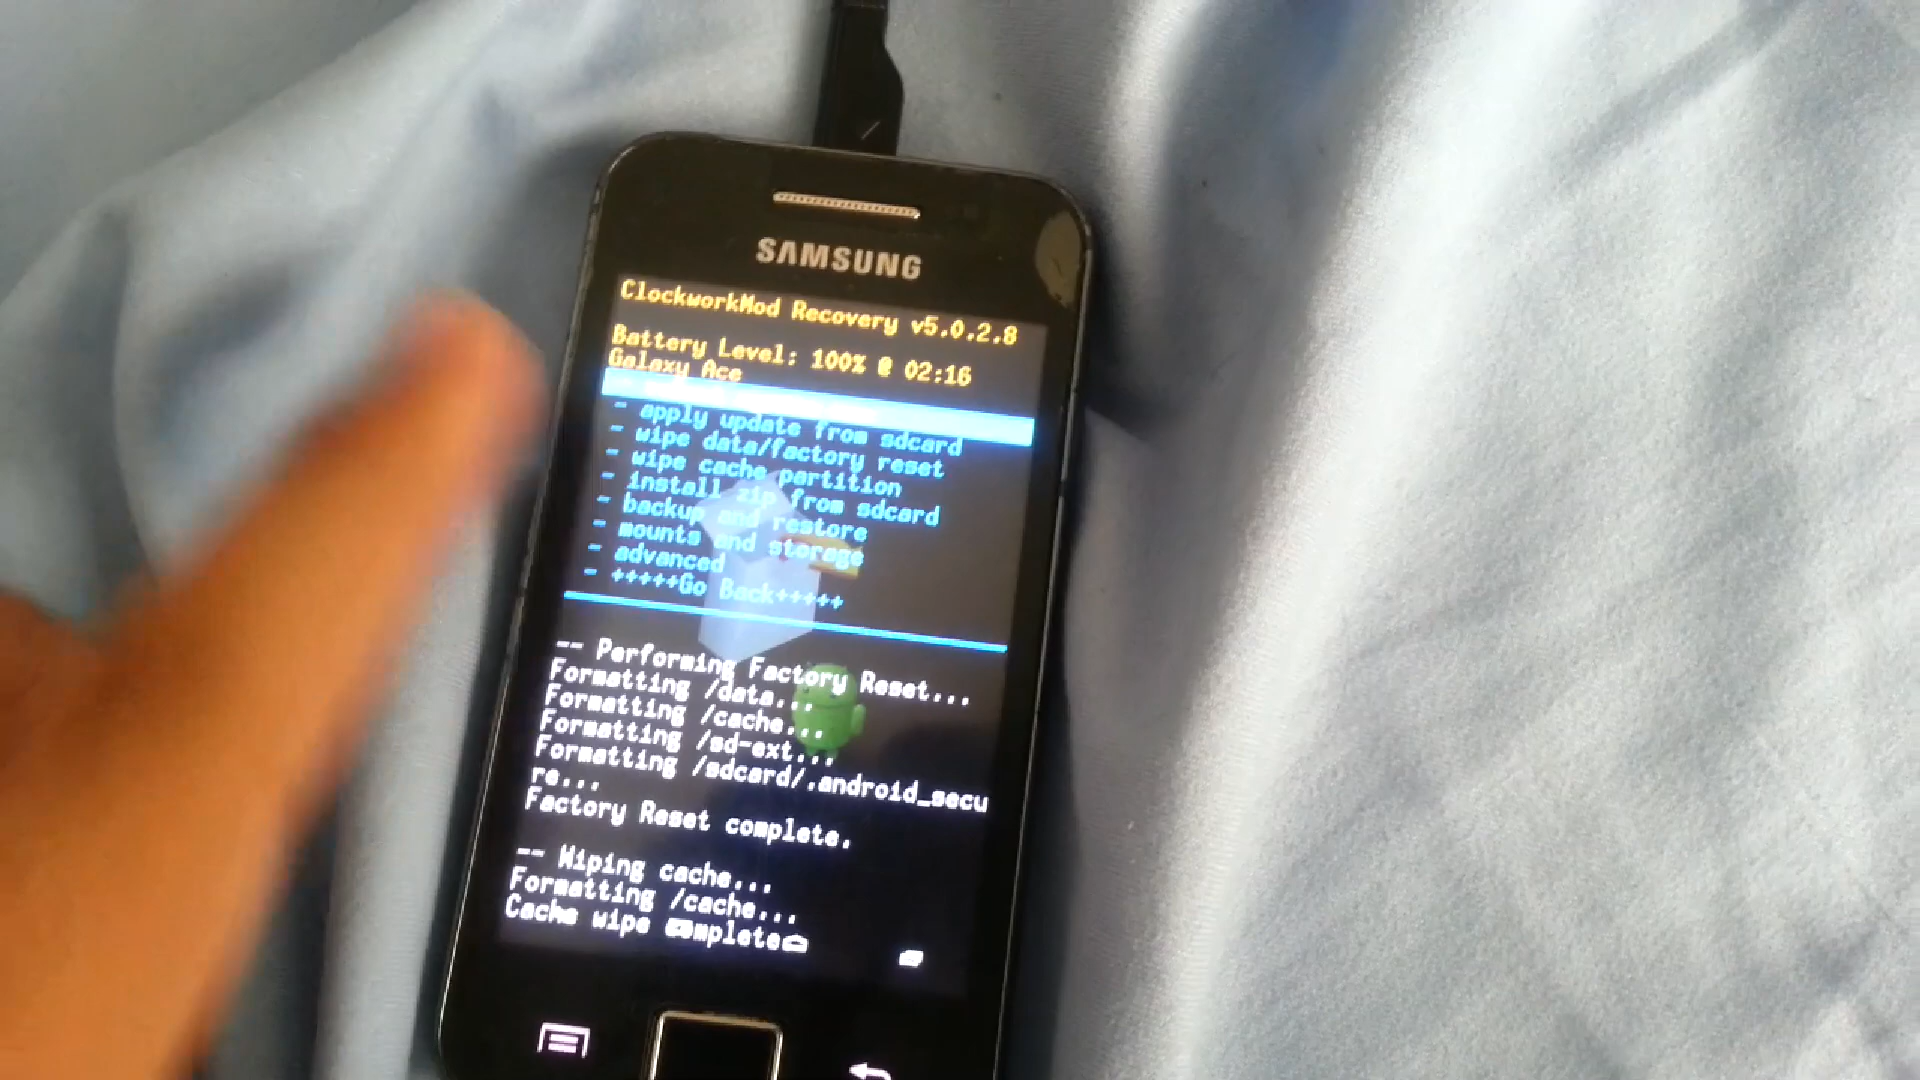 SAMSUNG
ClockworkMod Recovery v5.0.2.8
Battery Level: 100% @ 02:16
Galaxy Ace
- apply update from sdcard
- wipe data/factory reset
- wipe cache partition
- install zip from sdcard
- backup and restore
- mounts and storage
- advanced
- +++++Go Back+++++
-- Performing Factory Reset...
Formatting /data...
Formatting /cache...
Formatting /sd-ext...
Formatting /sdcard/.android_secu
re...
Factory Reset complete.
-- Wiping cache...
Formatting /cache...
Cache wipe complete